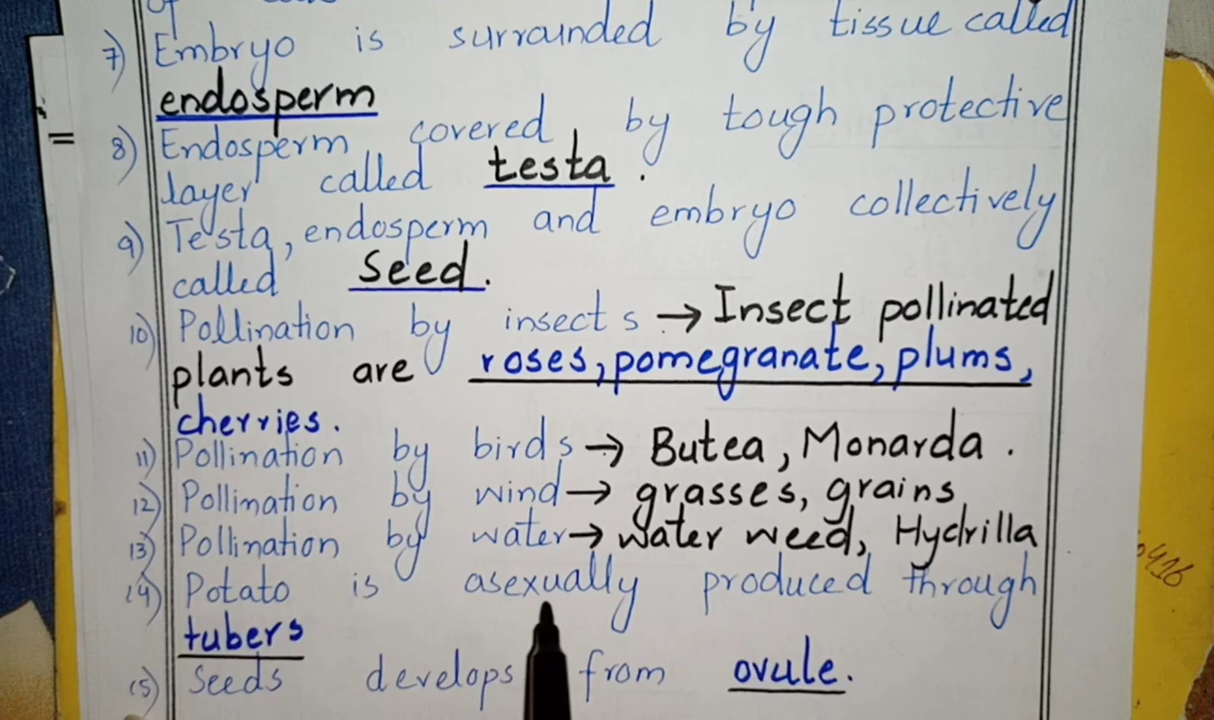 7) Embryo is surrounded by tissue called
endosperm
8) Endosperm covered by tough protective
layer called testa.
9) Testa, endosperm and embryo collectively
called Seed.
10) Pollination by insects → Insect pollinated
plants are roses, pomegranate, plums,
cherries.
11) Pollination by birds → Butea, Monarda.
12) Pollination by wind → grasses, grains
13) Pollination by water → water weed, Hydrilla
14) Potato is asexually produced through
tubers
15) Seeds develops from ovule.